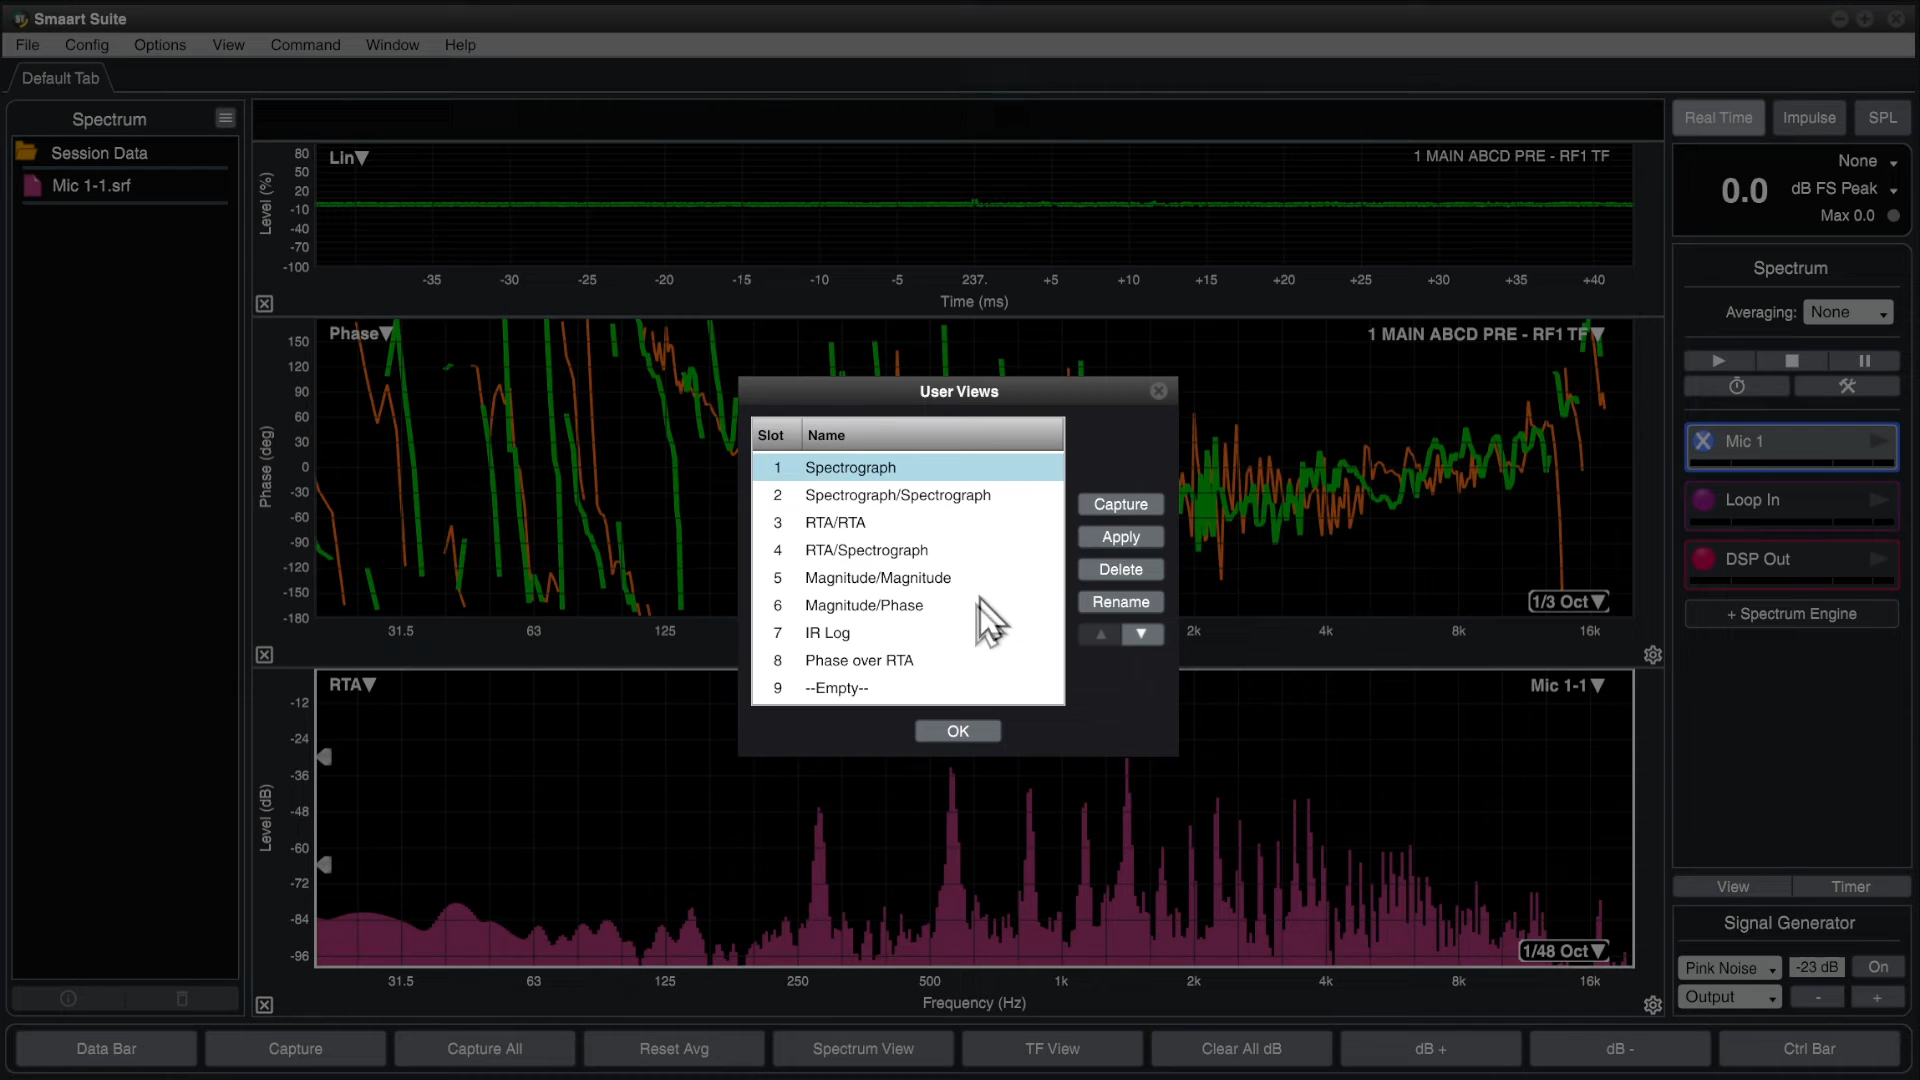 Smaart Suite
File Config Options View Command Window Help
Default Tab
Spectrum
Session Data
Mic 1-1.srf
Lin▼
1 MAIN ABCD PRE - RF1 TF
Level (%)
80
50
20
-10
-40
-70
-100
-35 -30 -25 -20 -15 -10 -5 237. +5 +10 +15 +20 +25 +30 +35 +40
Time (ms)
Phase▼
1 MAIN ABCD PRE - RF1 TF▼
Phase (deg)
150
120
90
60
30
0
-30
-60
-90
-120
-150
-180
1/3 Oct▼
31.5 63 125 2k 4k 8k 16k
RTA▼
Mic 1-1▼
Level (dB)
-12
-24
-36
-48
-60
-72
-84
-96
1/48 Oct▼
31.5 63 125 250 500 1k 2k 4k 8k 16k
Frequency (Hz)
User Views
Slot Name
1 Spectrograph
2 Spectrograph/Spectrograph
3 RTA/RTA
4 RTA/Spectrograph
5 Magnitude/Magnitude
6 Magnitude/Phase
7 IR Log
8 Phase over RTA
9 --Empty--
Capture
Apply
Delete
Rename
OK
Real Time Impulse SPL
None
0.0 dB FS Peak
Max 0.0
Spectrum
Averaging: None
Mic 1
Loop In
DSP Out
+ Spectrum Engine
View Timer
Signal Generator
Pink Noise -23 dB On
Output - +
Data Bar Capture Capture All Reset Avg Spectrum View TF View Clear All dB dB + dB - Ctrl Bar